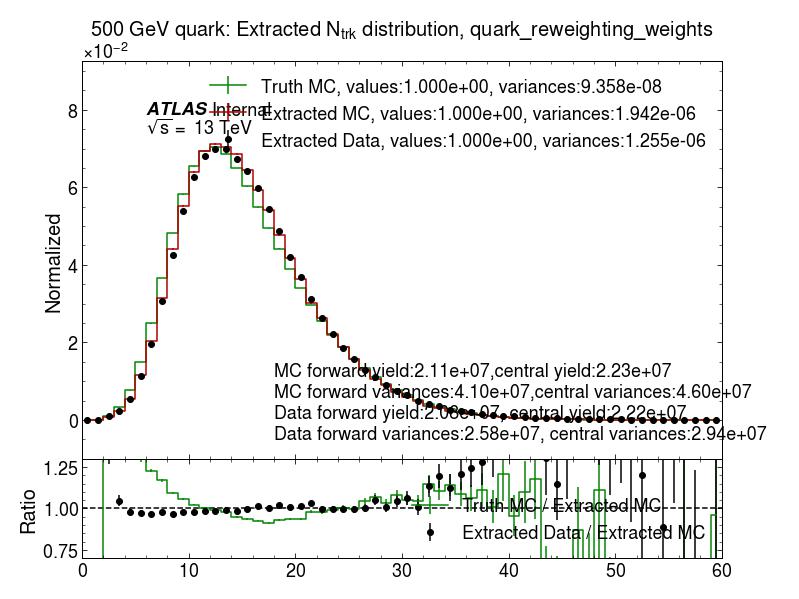 500 GeV quark: Extracted Ntrk distribution, quark_reweighting_weights
×10−2
Truth MC, values:1.000e+00, variances:9.358e-08
ATLAS Internal
Extracted MC, values:1.000e+00, variances:1.942e-06
√s = 13 TeV
Extracted Data, values:1.000e+00, variances:1.255e-06
8
6
4
2
0
Normalized
MC forward yield:2.11e+07,central yield:2.23e+07
MC forward variances:4.10e+07,central variances:4.60e+07
Data forward yield:2.08e+07, central yield:2.22e+07
Data forward variances:2.58e+07, central variances:2.94e+07
1.25
1.00
0.75
Ratio
Truth MC / Extracted MC
Extracted Data / Extracted MC
0 10 20 30 40 50 60